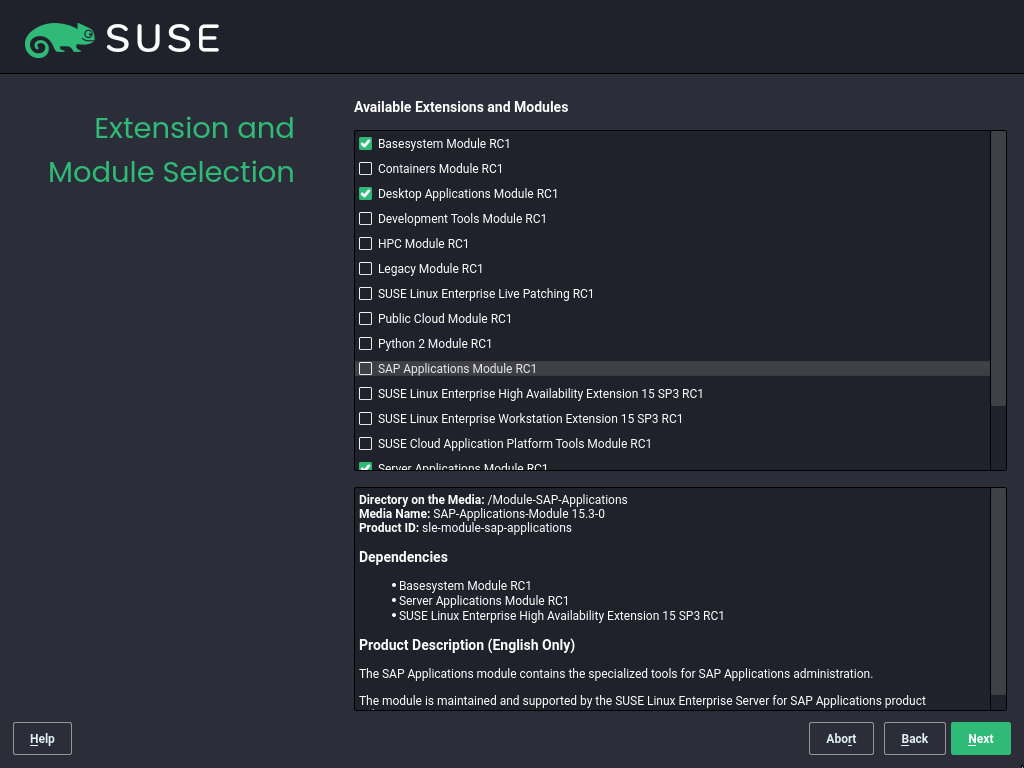 SUSE
Extension and
Module Selection
Available Extensions and Modules
Basesystem Module RC1
Containers Module RC1
Desktop Applications Module RC1
Development Tools Module RC1
HPC Module RC1
Legacy Module RC1
SUSE Linux Enterprise Live Patching RC1
Public Cloud Module RC1
Python 2 Module RC1
SAP Applications Module RC1
SUSE Linux Enterprise High Availability Extension 15 SP3 RC1
SUSE Linux Enterprise Workstation Extension 15 SP3 RC1
SUSE Cloud Application Platform Tools Module RC1
Server Applications Module RC1
Directory on the Media: /Module-SAP-Applications
Media Name: SAP-Applications-Module 15.3-0
Product ID: sle-module-sap-applications
Dependencies
• Basesystem Module RC1
• Server Applications Module RC1
• SUSE Linux Enterprise High Availability Extension 15 SP3 RC1
Product Description (English Only)
The SAP Applications module contains the specialized tools for SAP Applications administration.
The module is maintained and supported by the SUSE Linux Enterprise Server for SAP Applications product
Help
Abort
Back
Next